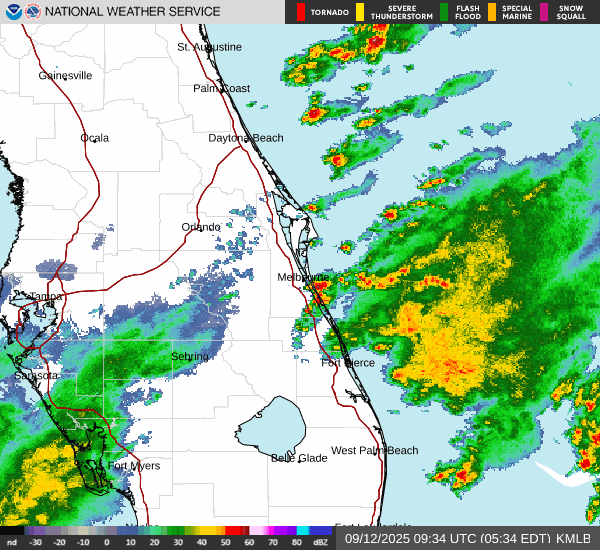 NATIONAL WEATHER SERVICE
TORNADO
SEVERE
THUNDERSTORM
FLASH
FLOOD
SPECIAL
MARINE
SNOW
SQUALL
St. Augustine
Gainesville
Palm Coast
Ocala
Daytona Beach
Orlando
Melbourne
Tampa
Sebring
Fort Pierce
Sarasota
West Palm Beach
Belle Glade
Fort Myers
nd -30 -20 -10 0 10 20 30 40 50 60 70 80 dBZ
09/12/2025 09:34 UTC (05:34 EDT) KMLB